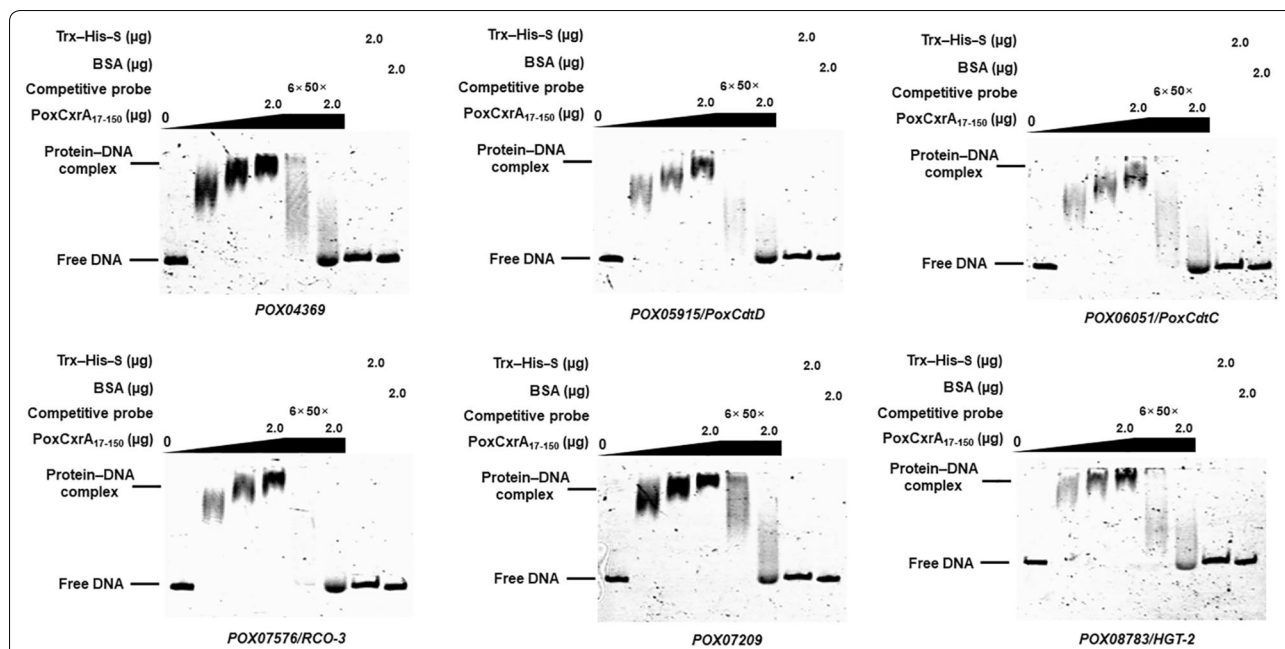 Trx–His–S (µg) 2.0
BSA (µg) 2.0
Competitive probe 6× 50×
PoxCxrA17-150 (µg) 0 2.0 2.0
Protein–DNA
complex
Free DNA
POX04369
Trx–His–S (µg) 2.0
BSA (µg) 2.0
Competitive probe 6× 50×
PoxCxrA17-150 (µg) 0 2.0 2.0
Protein–DNA
complex
Free DNA
POX05915/PoxCdtD
Trx–His–S (µg) 2.0
BSA (µg) 2.0
Competitive probe 6× 50×
PoxCxrA17-150 (µg) 0 2.0 2.0
Protein–DNA
complex
Free DNA
POX06051/PoxCdtC
Trx–His–S (µg) 2.0
BSA (µg) 2.0
Competitive probe 6× 50×
PoxCxrA17-150 (µg) 0 2.0 2.0
Protein–DNA
complex
Free DNA
POX07576/RCO-3
Trx–His–S (µg) 2.0
BSA (µg) 2.0
Competitive probe 6× 50×
PoxCxrA17-150 (µg) 0 2.0 2.0
Protein–DNA
complex
Free DNA
POX07209
Trx–His–S (µg) 2.0
BSA (µg) 2.0
Competitive probe 6× 50×
PoxCxrA17-150 (µg) 0 2.0 2.0
Protein–DNA
complex
Free DNA
POX08783/HGT-2